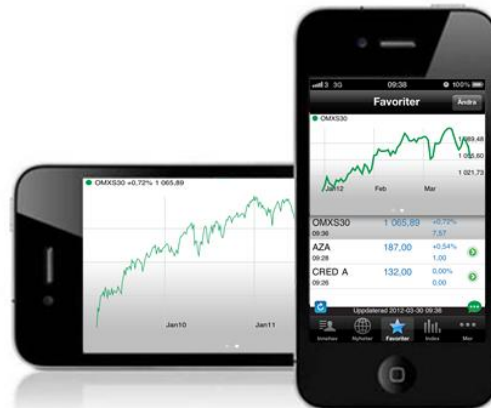 OMXS30 +0,72% 1 065,89
Jan10 Jan11
3 3G 09:38 100%
Favoriter Ändra
OMXS30
1 089,48
1 055,60
1 021,73
Jan12 Feb Mar
OMXS30 1 065,89 +0,72%
09:36 7,57
AZA 187,00 +0,54%
09:28 1,00
CRED A 132,00 0,00%
09:26 0,00
Uppdaterad 2012-03-30 09:36
Innehav Nyheter Favoriter Index Mer